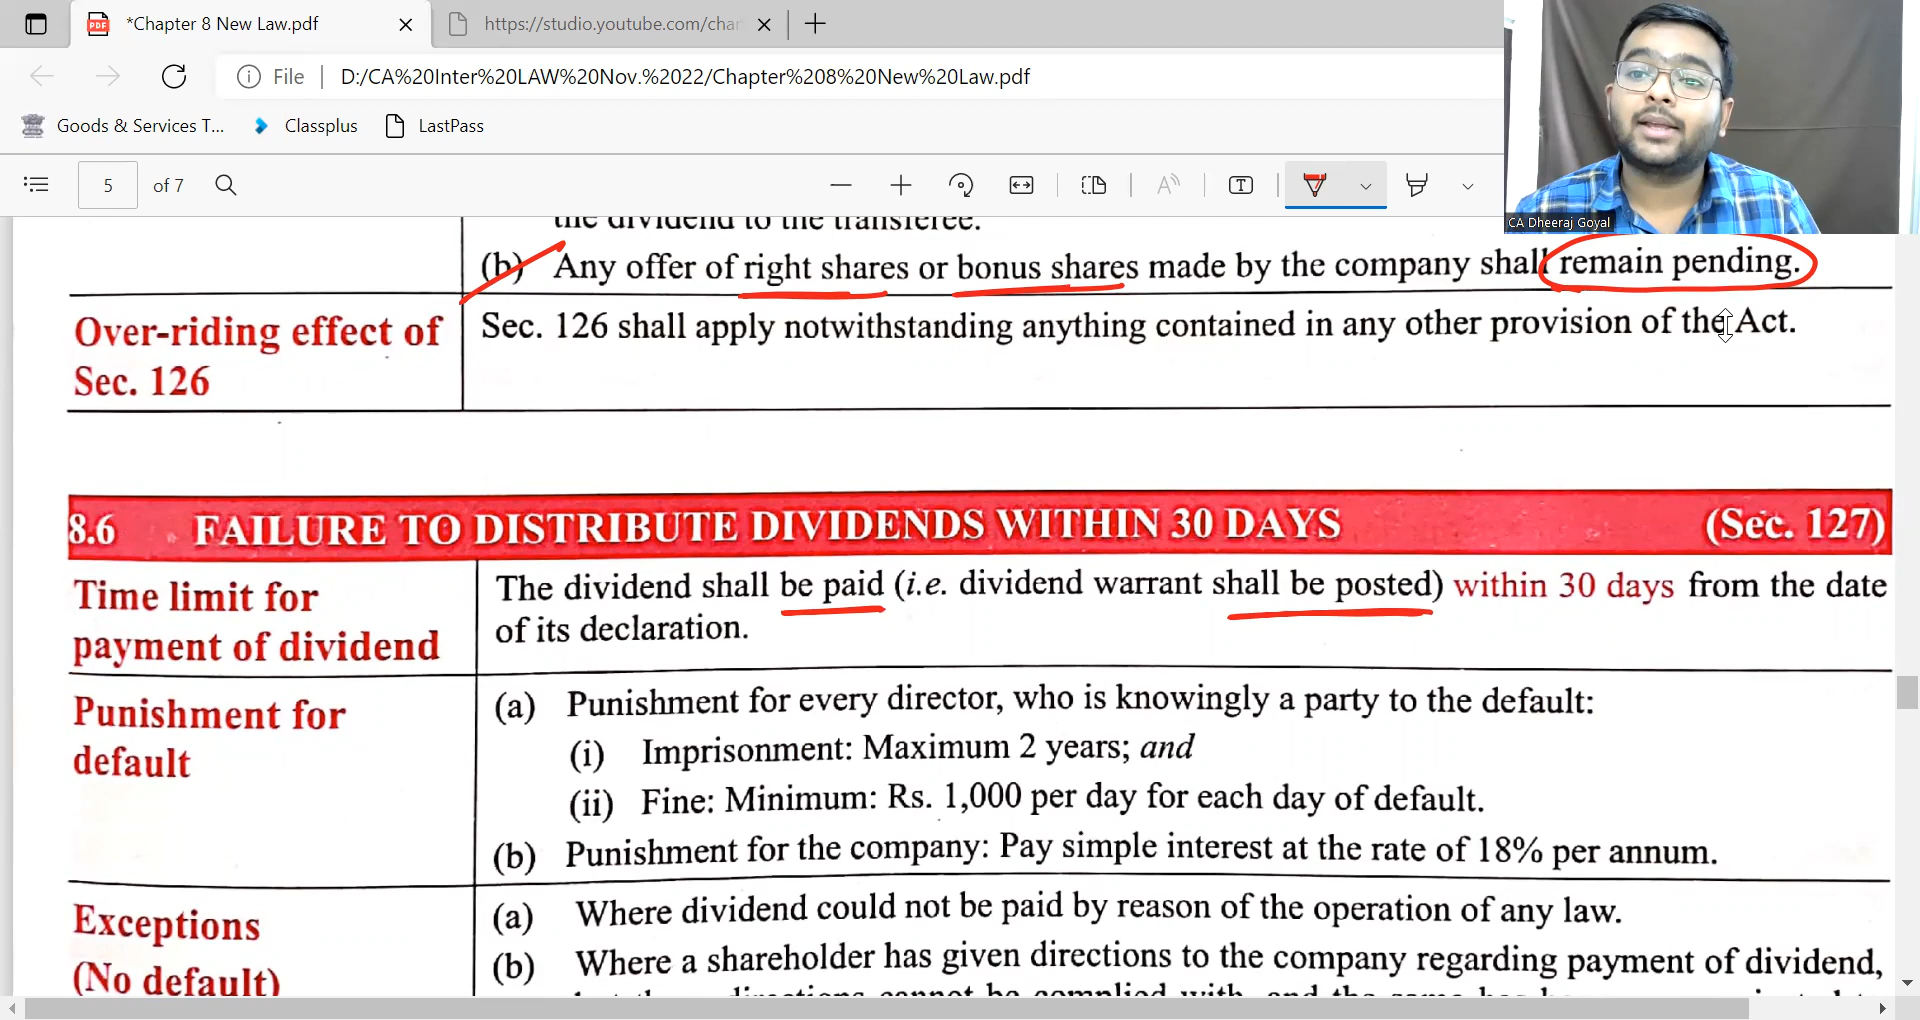 *Chapter 8 New Law.pdf
https://studio.youtube.com/chan
File
D:/CA%20Inter%20LAW%20Nov.%2022/Chapter%208%20New%20Law.pdf
Goods & Services T...
Classplus
LastPass
5
of 7
CA Dheeraj Goyal
the dividend to the transferee.
(b) Any offer of right shares or bonus shares made by the company shall remain pending.
Over-riding effect of
Sec. 126
Sec. 126 shall apply notwithstanding anything contained in any other provision of the Act.
8.6 FAILURE TO DISTRIBUTE DIVIDENDS WITHIN 30 DAYS (Sec. 127)
Time limit for
payment of dividend
The dividend shall be paid (i.e. dividend warrant shall be posted) within 30 days from the date
of its declaration.
Punishment for
default
(a) Punishment for every director, who is knowingly a party to the default:
(i) Imprisonment: Maximum 2 years; and
(ii) Fine: Minimum: Rs. 1,000 per day for each day of default.
(b) Punishment for the company: Pay simple interest at the rate of 18% per annum.
Exceptions
(No default)
(a) Where dividend could not be paid by reason of the operation of any law.
(b) Where a shareholder has given directions to the company regarding payment of dividend,